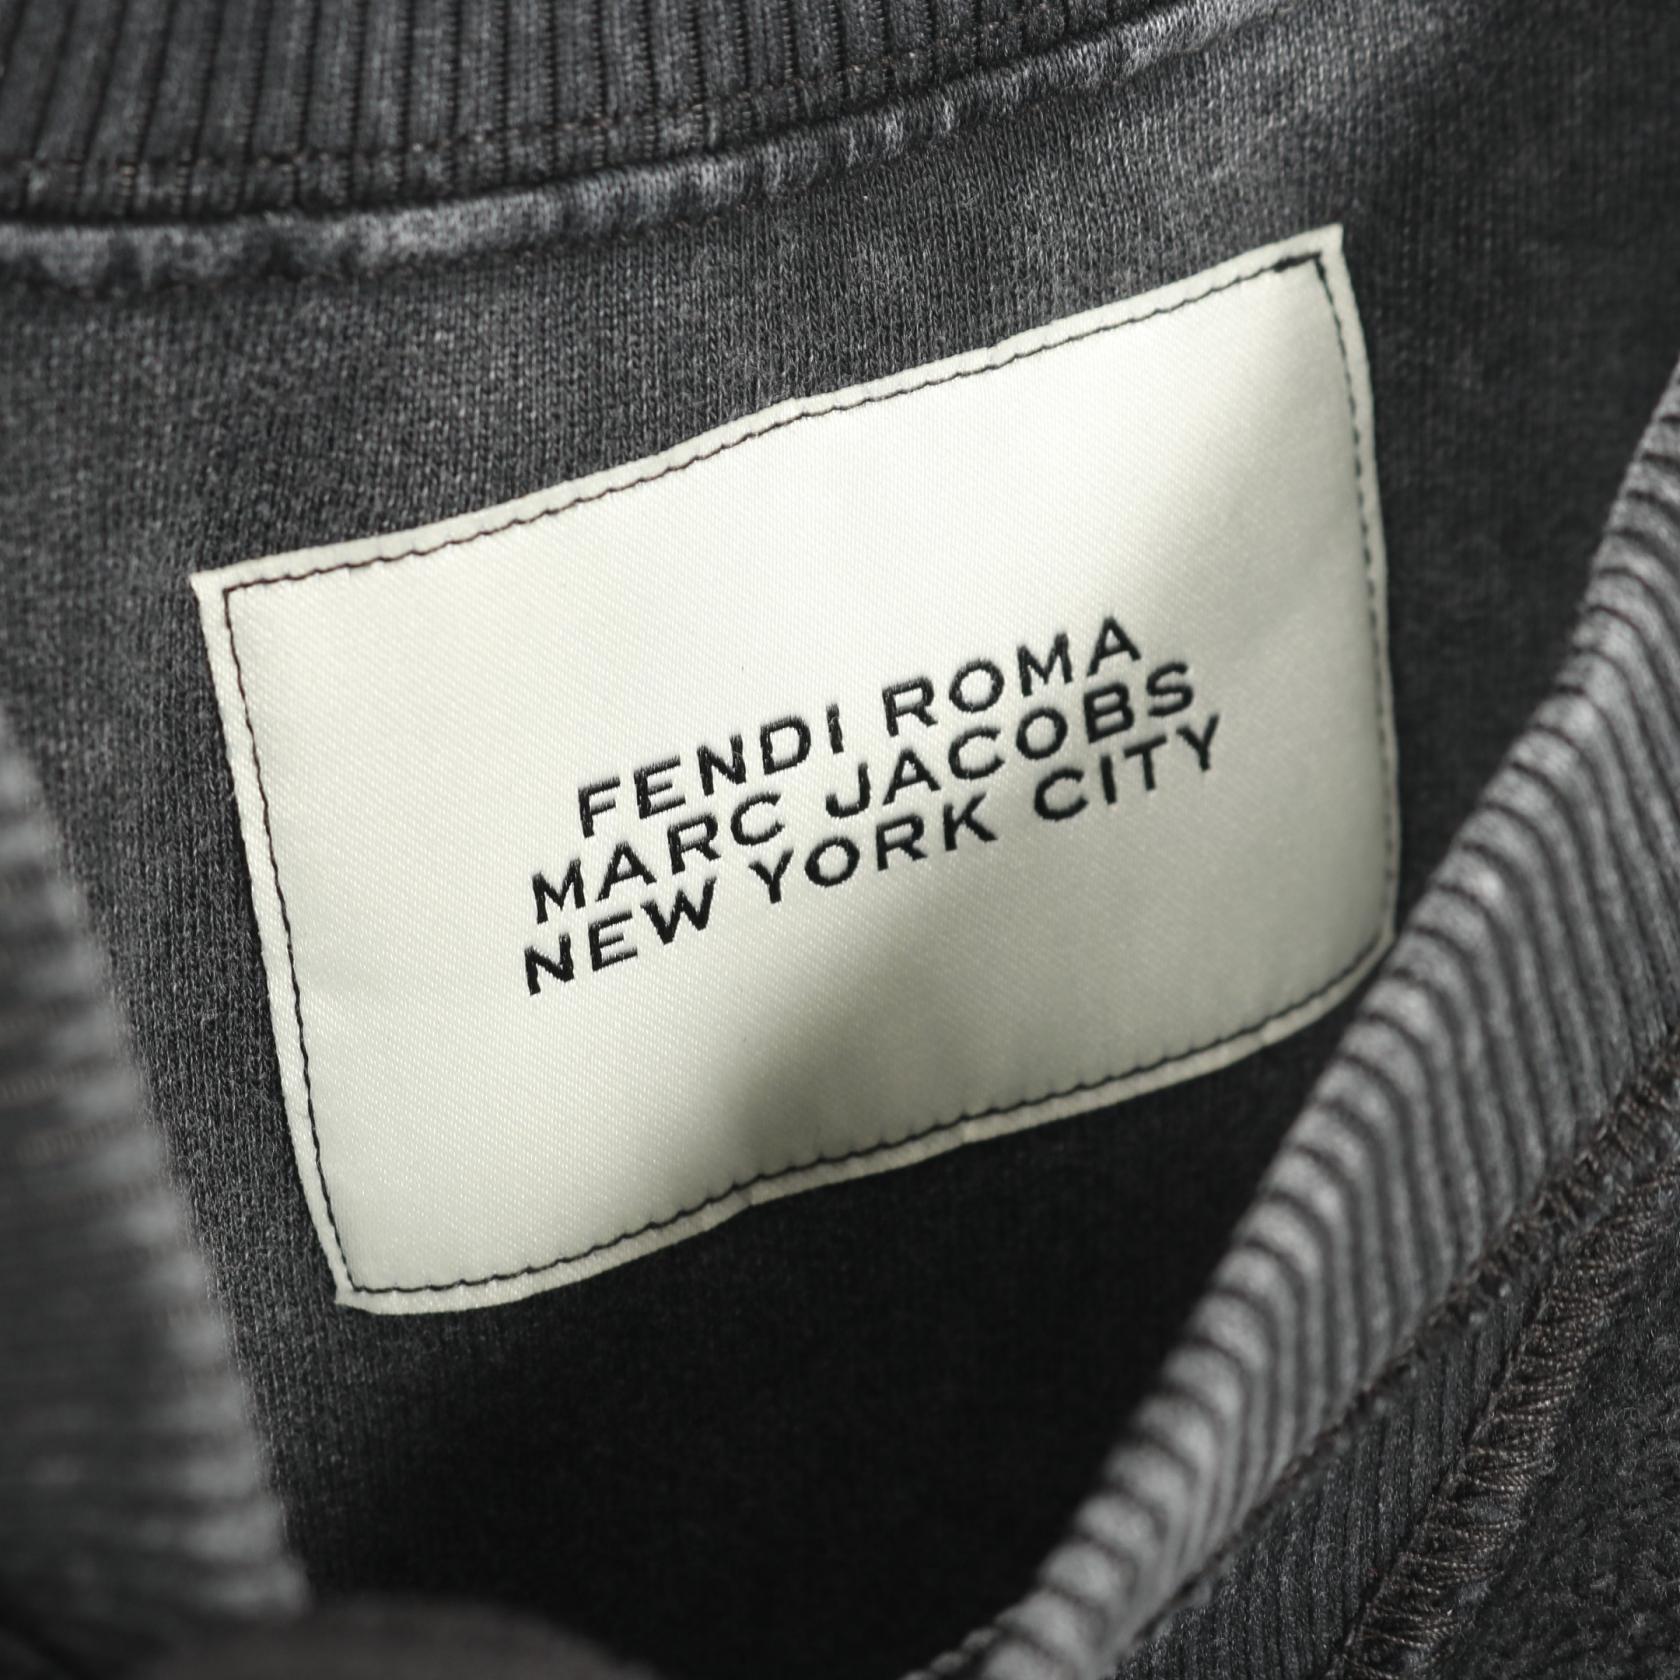 FENDI ROMA
MARC JACOBS
NEW YORK CITY